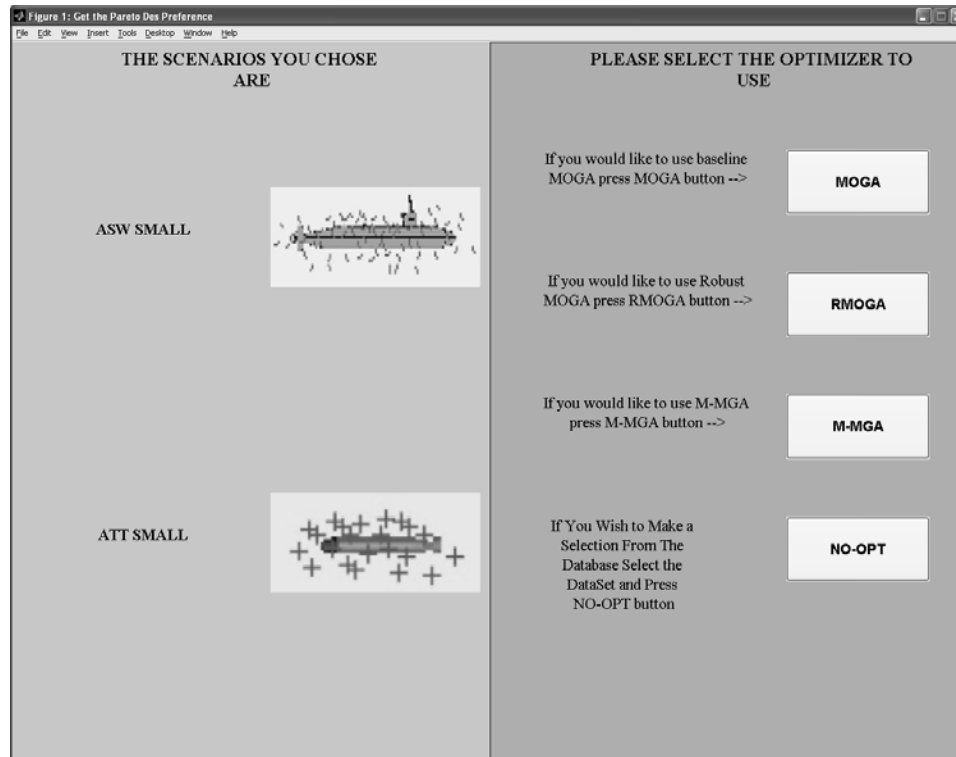 Figure 1: Get the Pareto Des Preference
File Edit View Insert Tools Desktop Window Help
THE SCENARIOS YOU CHOSE
ARE
ASW SMALL
ATT SMALL
PLEASE SELECT THE OPTIMIZER TO
USE
If you would like to use baseline
MOGA press MOGA button -->
MOGA
If you would like to use Robust
MOGA press RMOGA button -->
RMOGA
If you would like to use M-MGA
press M-MGA button -->
M-MGA
If You Wish to Make a
Selection From The
Database Select the
DataSet and Press
NO-OPT button
NO-OPT